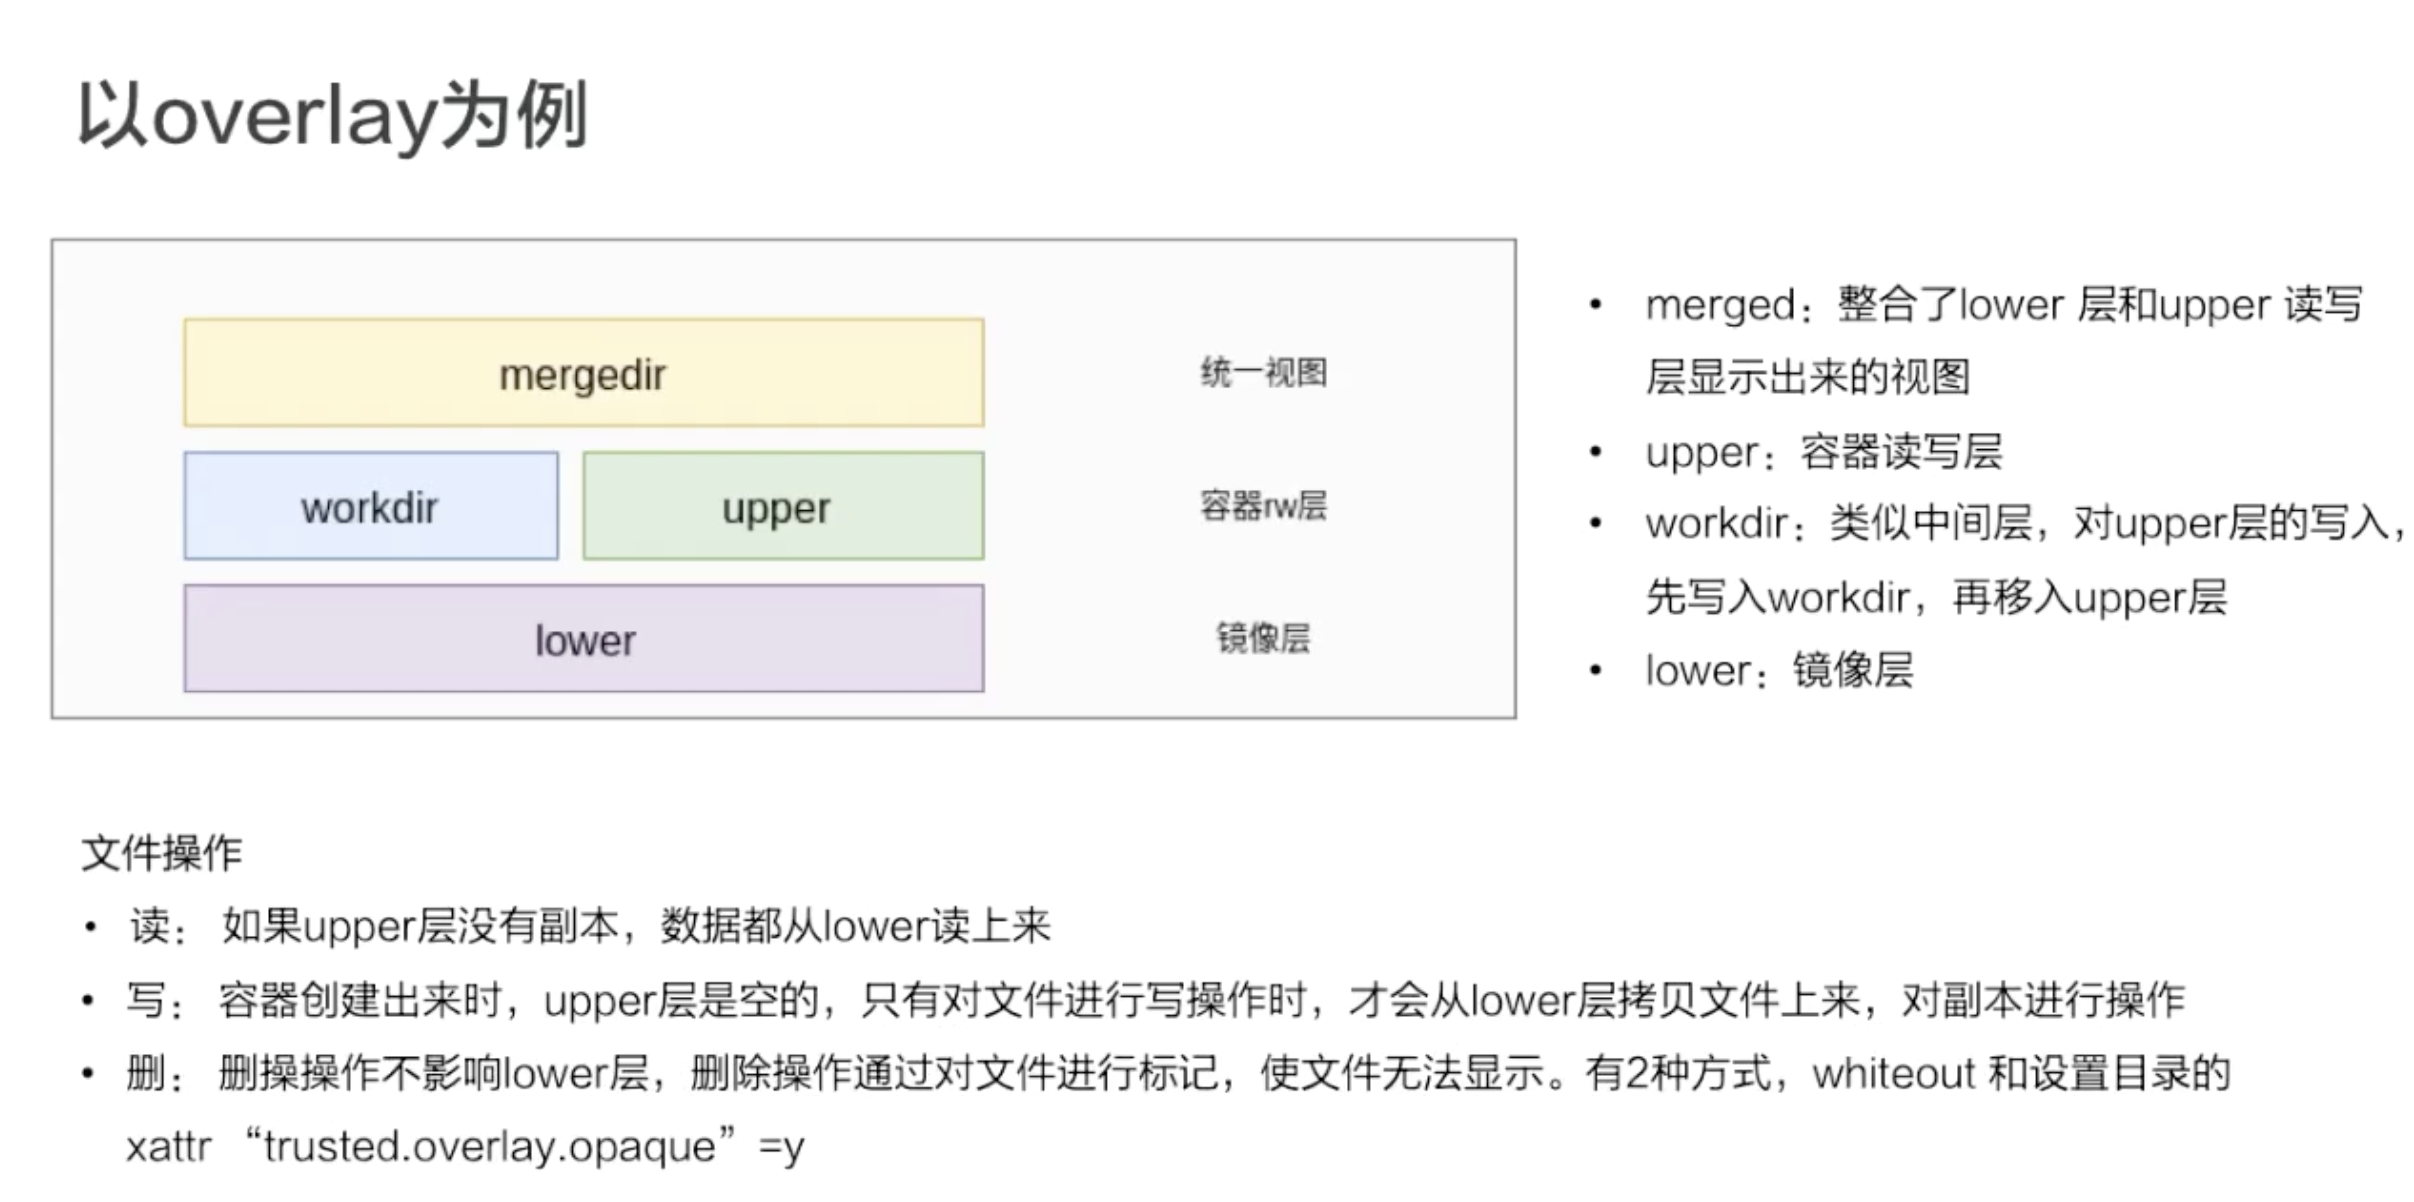 以overlay为例
mergedir
统一视图
workdir
upper
容器rw层
lower
镜像层
• merged：整合了lower 层和upper 读写
层显示出来的视图
• upper：容器读写层
• workdir：类似中间层，对upper层的写入，
先写入workdir，再移入upper层
• lower：镜像层
文件操作
• 读： 如果upper层没有副本，数据都从lower读上来
• 写： 容器创建出来时，upper层是空的，只有对文件进行写操作时，才会从lower层拷贝文件上来，对副本进行操作
• 删： 删操操作不影响lower层，删除操作通过对文件进行标记，使文件无法显示。有2种方式，whiteout 和设置目录的
xattr “trusted.overlay.opaque” =y